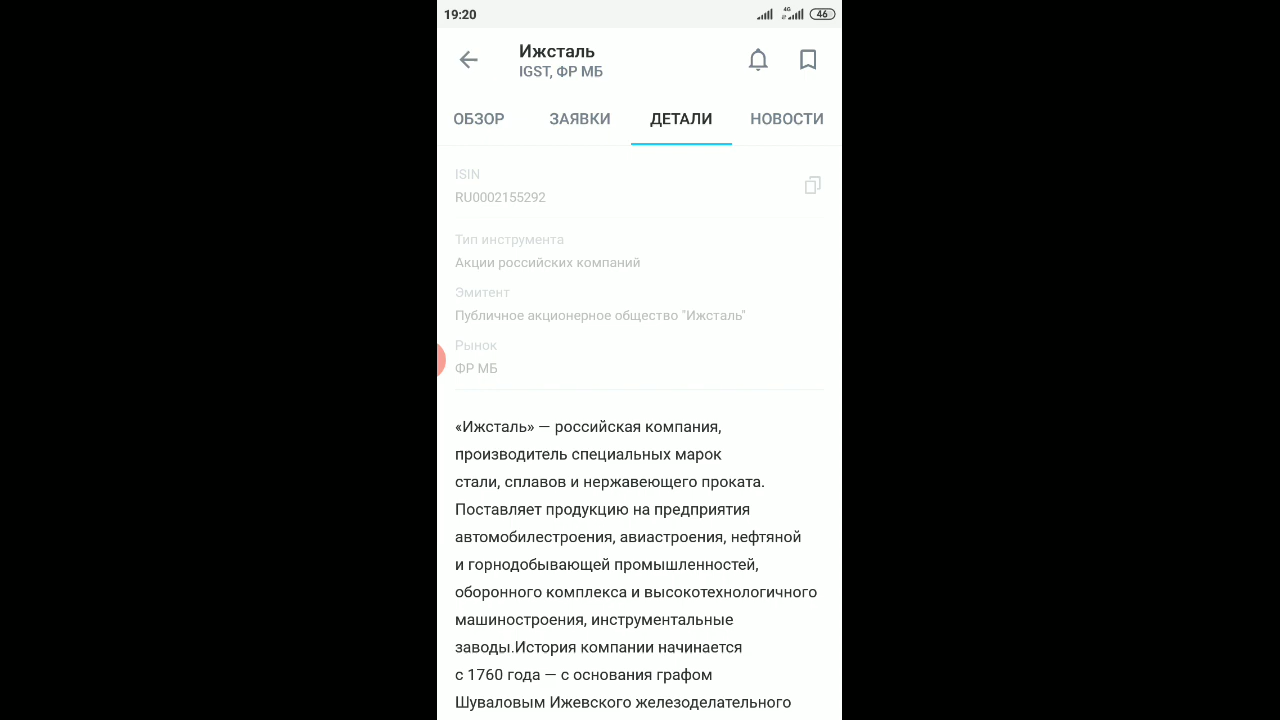 19:20
4G
46
Ижсталь
IGST, ФР МБ
ОБЗОР ЗАЯВКИ ДЕТАЛИ НОВОСТИ
ISIN
RU0002155292
Тип инструмента
Акции российских компаний
Эмитент
Публичное акционерное общество "Ижсталь"
Рынок
ФР МБ
«Ижсталь» — российская компания,
производитель специальных марок
стали, сплавов и нержавеющего проката.
Поставляет продукцию на предприятия
автомобилестроения, авиастроения, нефтяной
и горнодобывающей промышленностей,
оборонного комплекса и высокотехнологичного
машиностроения, инструментальные
заводы.История компании начинается
с 1760 года — с основания графом
Шуваловым Ижевского железоделательного